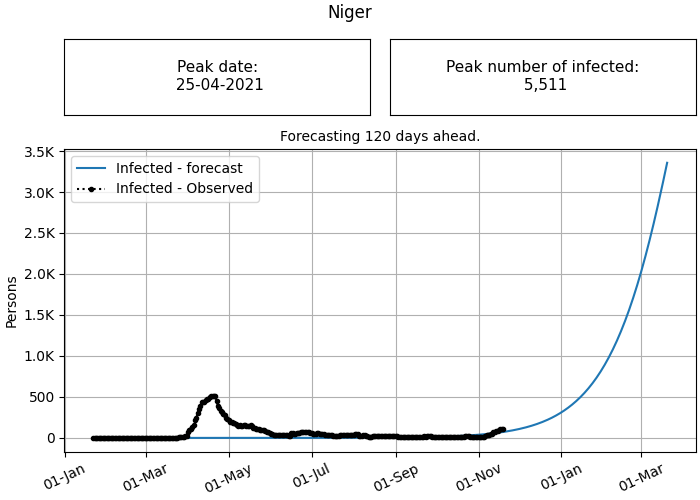 Niger
Peak date:
25-04-2021
Peak number of infected:
5,511
Forecasting 120 days ahead.
Infected - forecast
Infected - Observed
Persons
3.5K
3.0K
2.5K
2.0K
1.5K
1.0K
500
0
01-Jan
01-Mar
01-May
01-Jul
01-Sep
01-Nov
01-Jan
01-Mar